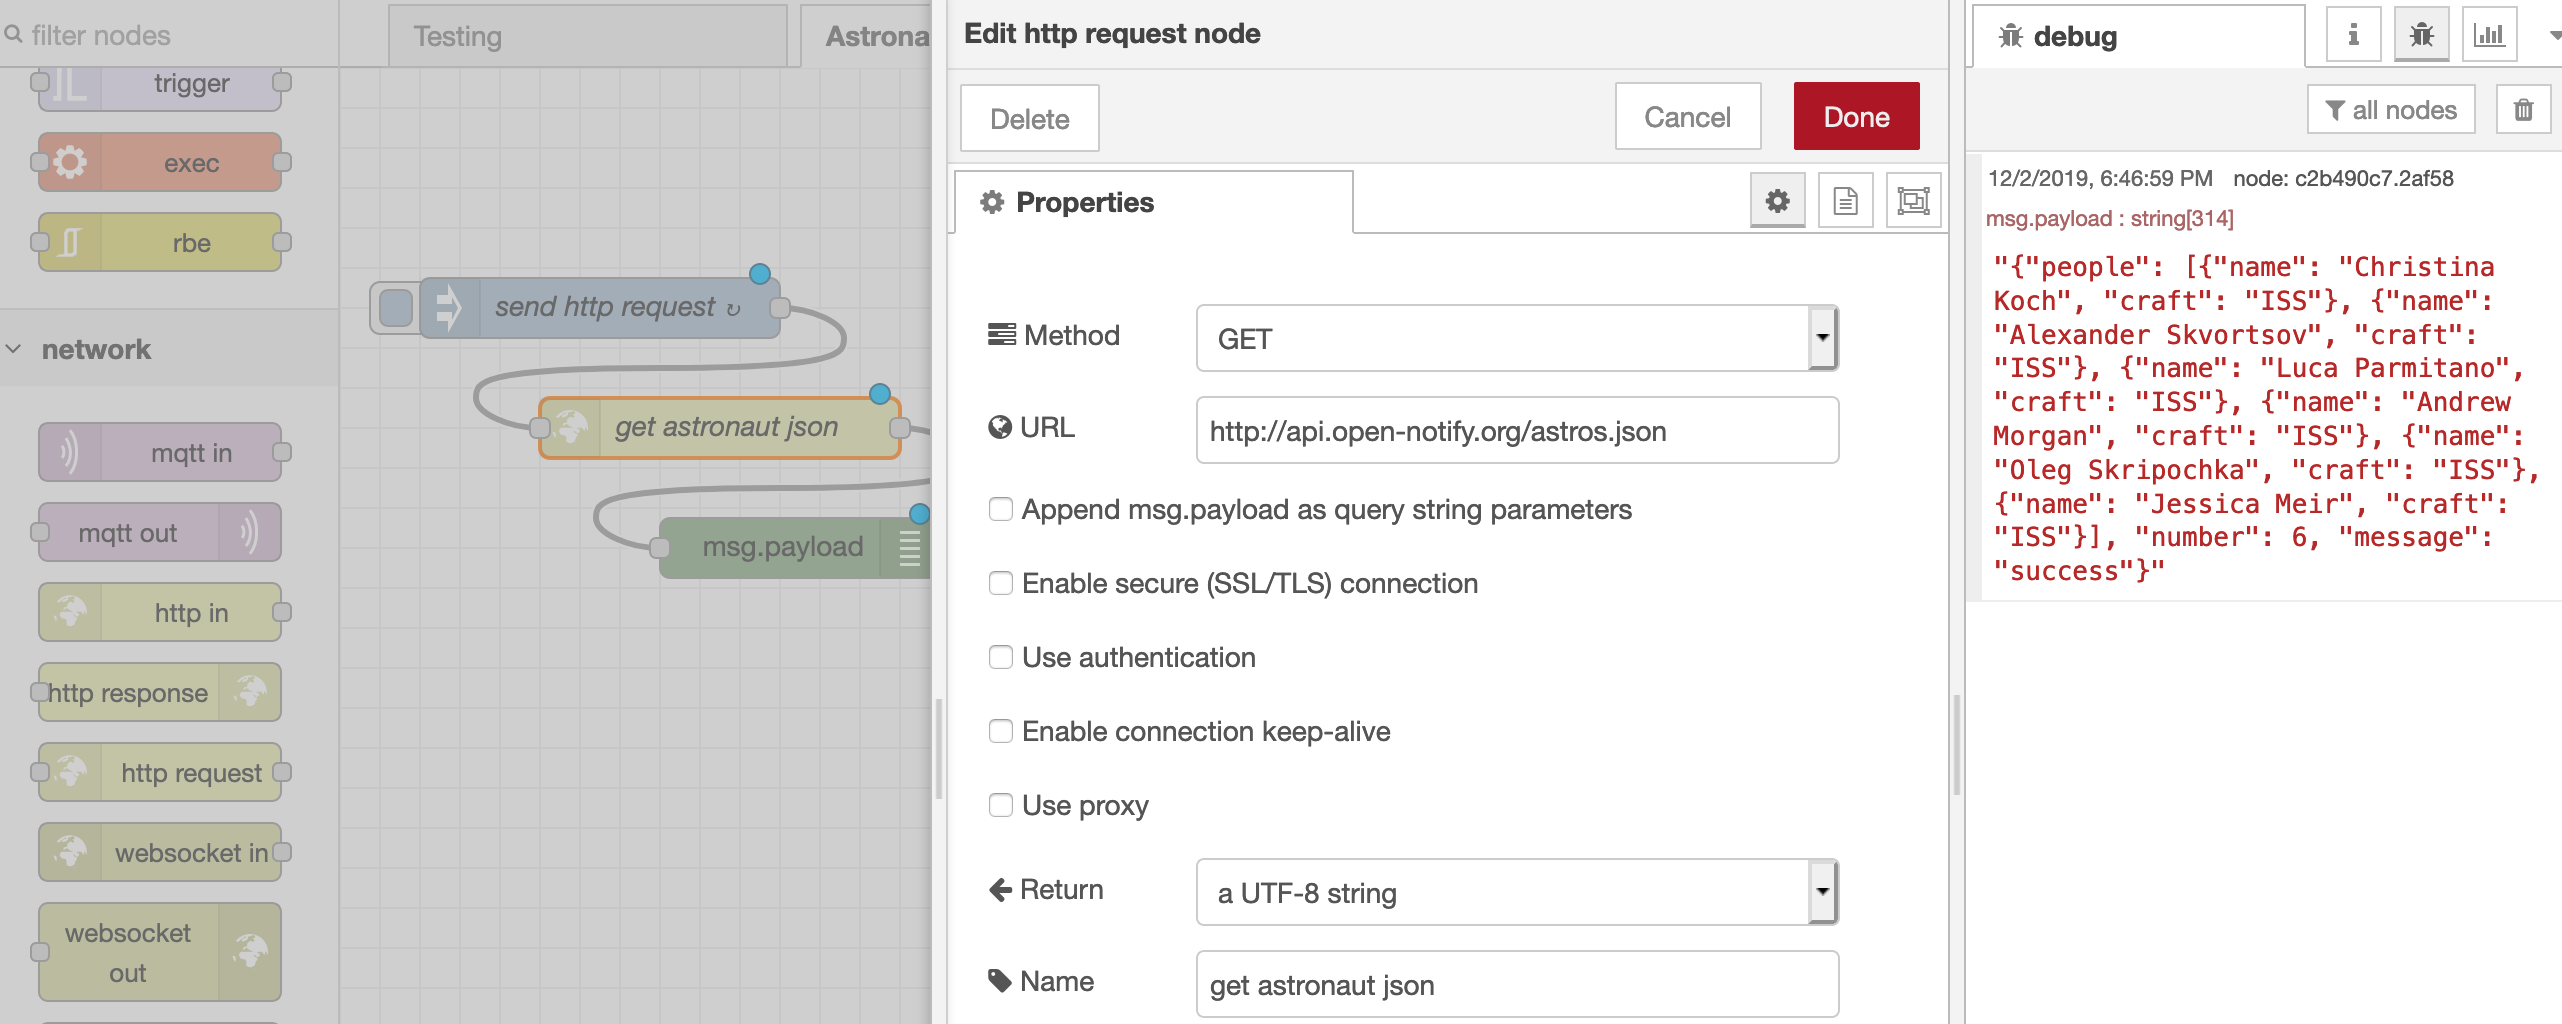 filter nodes
trigger
exec
rbe
network
mqtt in
mqtt out
http in
http response
http request
websocket in
websocket
out
Testing
Astrona
send http request ↻
get astronaut json
msg.payload
Edit http request node
Delete
Cancel
Done
Properties
Method
GET
URL
http://api.open-notify.org/astros.json
Append msg.payload as query string parameters
Enable secure (SSL/TLS) connection
Use authentication
Enable connection keep-alive
Use proxy
Return
a UTF-8 string
Name
get astronaut json
debug
all nodes
12/2/2019, 6:46:59 PM node: c2b490c7.2af58
msg.payload : string[314]
"{"people": [{"name": "Christina
Koch", "craft": "ISS"}, {"name":
"Alexander Skvortsov", "craft":
"ISS"}, {"name": "Luca Parmitano",
"craft": "ISS"}, {"name": "Andrew
Morgan", "craft": "ISS"}, {"name":
"Oleg Skripochka", "craft": "ISS"},
{"name": "Jessica Meir", "craft":
"ISS"}], "number": 6, "message":
"success"}"